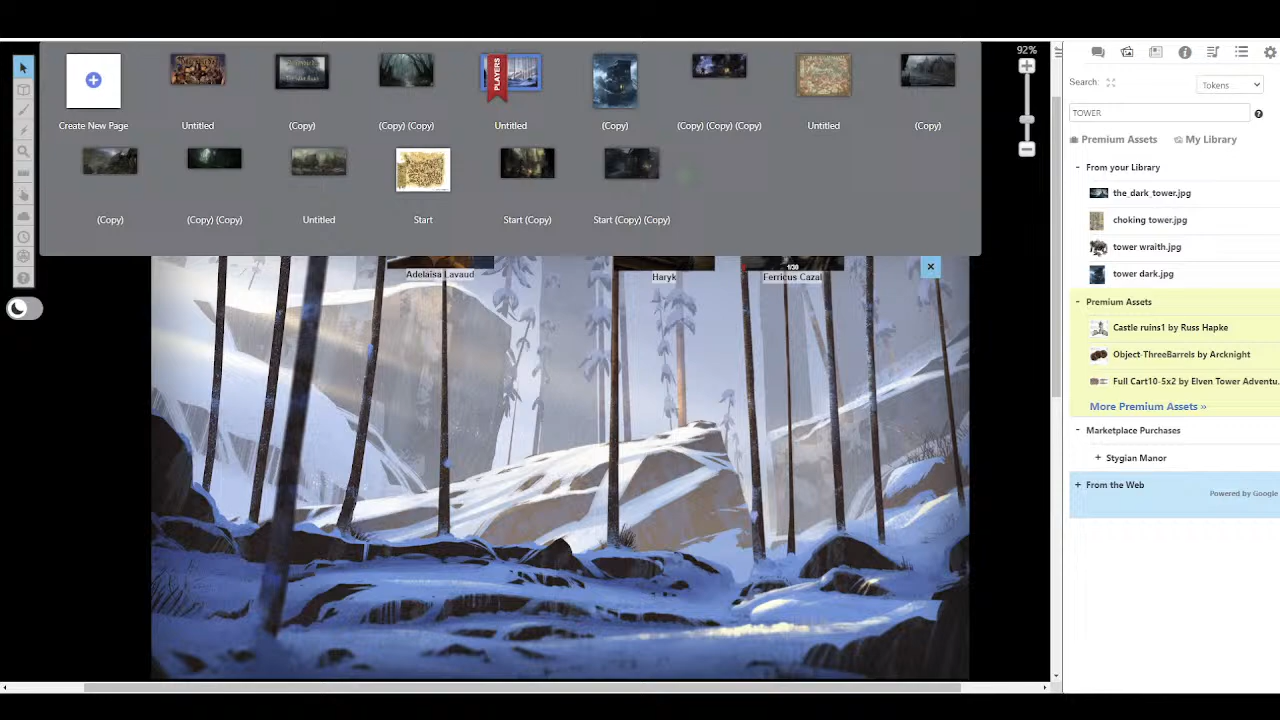 PLAYERS
Create New Page
Untitled
(Copy)
(Copy) (Copy)
Untitled
(Copy)
(Copy) (Copy) (Copy)
Untitled
(Copy)
(Copy)
(Copy) (Copy)
Untitled
Start
Start (Copy)
Start (Copy) (Copy)
Adelaisa Lavaud
Haryk
1/30
Ferricus Cazal
92%
Search:
Tokens
TOWER
Premium Assets
My Library
From your Library
the_dark_tower.jpg
choking tower.jpg
tower wraith.jpg
tower dark.jpg
Premium Assets
Castle ruins1 by Russ Hapke
Object-ThreeBarrels by Arcknight
Full Cart10-5x2 by Elven Tower Adventu..
More Premium Assets »
Marketplace Purchases
Stygian Manor
From the Web
Powered by Google